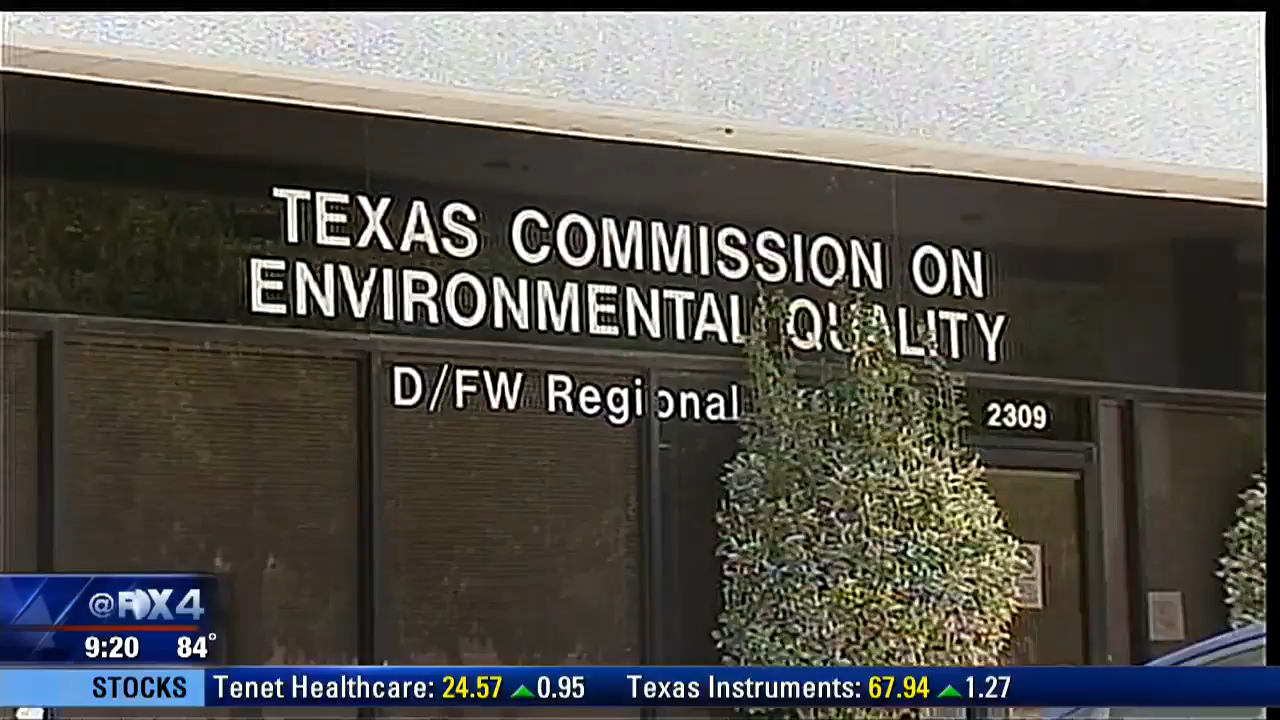 TEXAS COMMISSION ON
ENVIRONMENTAL QUALITY
D/FW Regional
2309
@FOX4
9:20 84°
STOCKS Tenet Healthcare: 24.57 ▲0.95 Texas Instruments: 67.94 ▲1.27